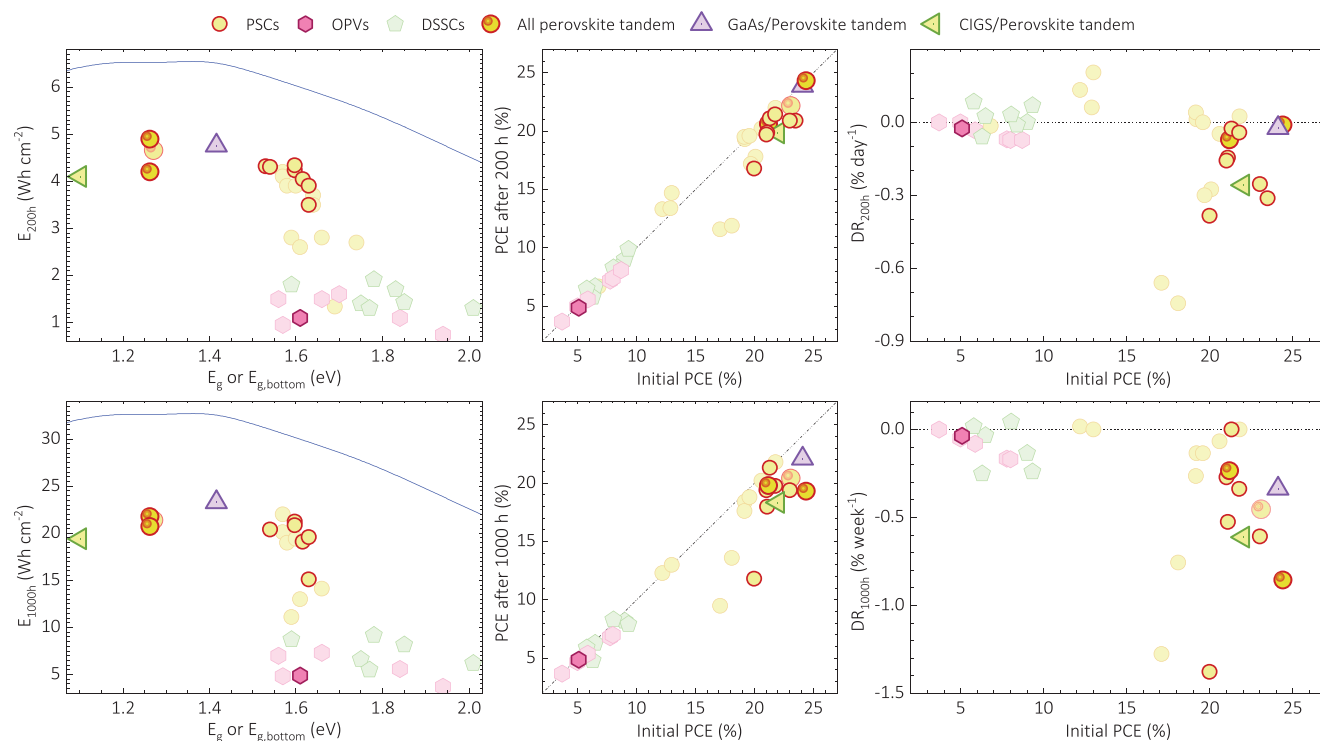 PSCs OPVs DSSCs All perovskite tandem GaAs/Perovskite tandem CIGS/Perovskite tandem
E200h (Wh cm-2)
6
5
4
3
2
1
1.2 1.4 1.6 1.8 2.0
Eg or Eg,bottom (eV)
PCE after 200 h (%)
25
20
15
10
5
5 10 15 20 25
Initial PCE (%)
DR200h (% day-1)
0.0
-0.3
-0.6
-0.9
5 10 15 20 25
Initial PCE (%)
E1000h (Wh cm-2)
30
25
20
15
10
5
1.2 1.4 1.6 1.8 2.0
Eg or Eg,bottom (eV)
PCE after 1000 h (%)
25
20
15
10
5
5 10 15 20 25
Initial PCE (%)
DR1000h (% week-1)
0.0
-0.5
-1.0
-1.5
5 10 15 20 25
Initial PCE (%)